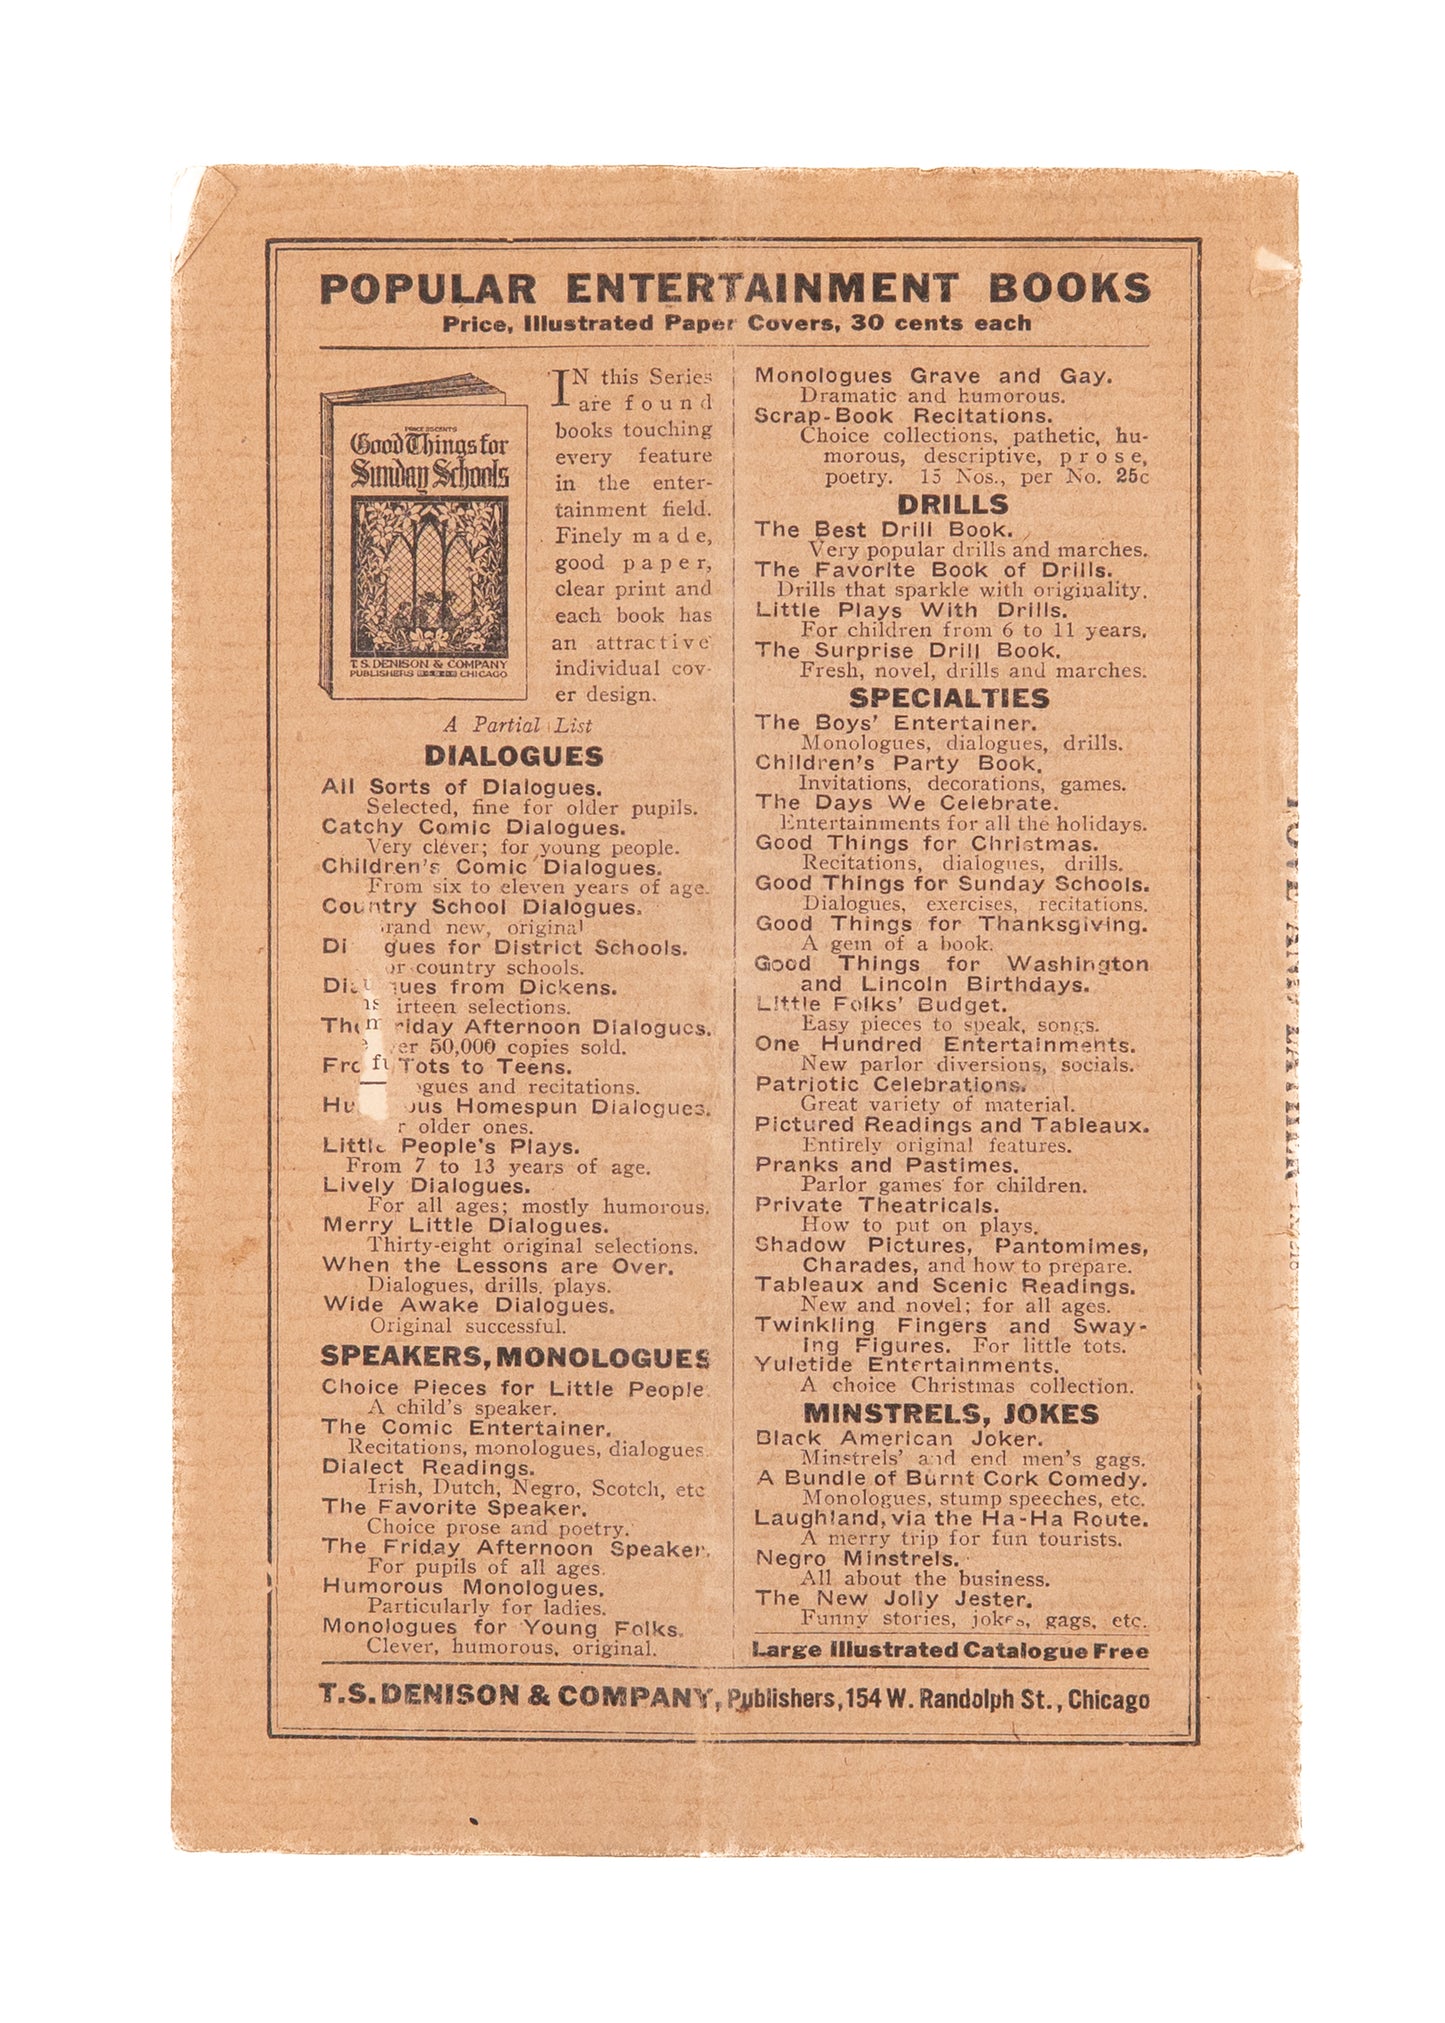 POPULAR ENTERTAINMENT BOOKS
Price, Illustrated Paper Covers, 30 cents each
PRICE 35 CENTS
Good Things for
Sunday Schools
T. S. DENISON & COMPANY
PUBLISHERS CHICAGO
IN this Series
are found
books touching
every feature
in the enter-
tainment field.
Finely made,
good paper,
clear print and
each book has
an attractive
individual cov-
er design.
A Partial List
DIALOGUES
All Sorts of Dialogues.
Selected, fine for older pupils.
Catchy Comic Dialogues.
Very clever; for young people.
Children's Comic Dialogues.
From six to eleven years of age.
Country School Dialogues.
rand new, original
Di gues for District Schools.
or country schools.
Di ues from Dickens.
irteen selections.
Th riday Afternoon Dialogues.
er 50,000 copies sold.
Fro Tots to Teens.
gues and recitations.
Hu ous Homespun Dialogues.
r older ones.
Little People's Plays.
From 7 to 13 years of age.
Lively Dialogues.
For all ages; mostly humorous.
Merry Little Dialogues.
Thirty-eight original selections.
When the Lessons are Over.
Dialogues, drills, plays.
Wide Awake Dialogues.
Original successful.
SPEAKERS, MONOLOGUES
Choice Pieces for Little People.
A child's speaker.
The Comic Entertainer.
Recitations, monologues, dialogues.
Dialect Readings.
Irish, Dutch, Negro, Scotch, etc
The Favorite Speaker.
Choice prose and poetry.
The Friday Afternoon Speaker.
For pupils of all ages.
Humorous Monologues.
Particularly for ladies.
Monologues for Young Folks.
Clever, humorous, original.
Monologues Grave and Gay.
Dramatic and humorous.
Scrap-Book Recitations.
Choice collections, pathetic, hu-
morous, descriptive, prose,
poetry. 15 Nos., per No. 25c
DRILLS
The Best Drill Book.
Very popular drills and marches.
The Favorite Book of Drills.
Drills that sparkle with originality.
Little Plays With Drills.
For children from 6 to 11 years.
The Surprise Drill Book.
Fresh, novel, drills and marches.
SPECIALTIES
The Boys' Entertainer.
Monologues, dialogues, drills.
Children's Party Book.
Invitations, decorations, games.
The Days We Celebrate.
Entertainments for all the holidays.
Good Things for Christmas.
Recitations, dialogues, drills.
Good Things for Sunday Schools.
Dialogues, exercises, recitations.
Good Things for Thanksgiving.
A gem of a book.
Good Things for Washington
and Lincoln Birthdays.
Little Folks' Budget.
Easy pieces to speak, songs.
One Hundred Entertainments.
New parlor diversions, socials.
Patriotic Celebrations.
Great variety of material.
Pictured Readings and Tableaux.
Entirely original features.
Pranks and Pastimes.
Parlor games for children.
Private Theatricals.
How to put on plays.
Shadow Pictures, Pantomimes,
Charades, and how to prepare.
Tableaux and Scenic Readings.
New and novel; for all ages.
Twinkling Fingers and Sway-
ing Figures. For little tots.
Yuletide Entertainments.
A choice Christmas collection.
MINSTRELS, JOKES
Black American Joker.
Minstrels' and end men's gags.
A Bundle of Burnt Cork Comedy.
Monologues, stump speeches, etc.
Laughland, via the Ha-Ha Route.
A merry trip for fun tourists.
Negro Minstrels.
All about the business.
The New Jolly Jester.
Funny stories, jokes, gags, etc.
Large Illustrated Catalogue Free
T.S. DENISON & COMPANY, Publishers, 154 W. Randolph St., Chicago